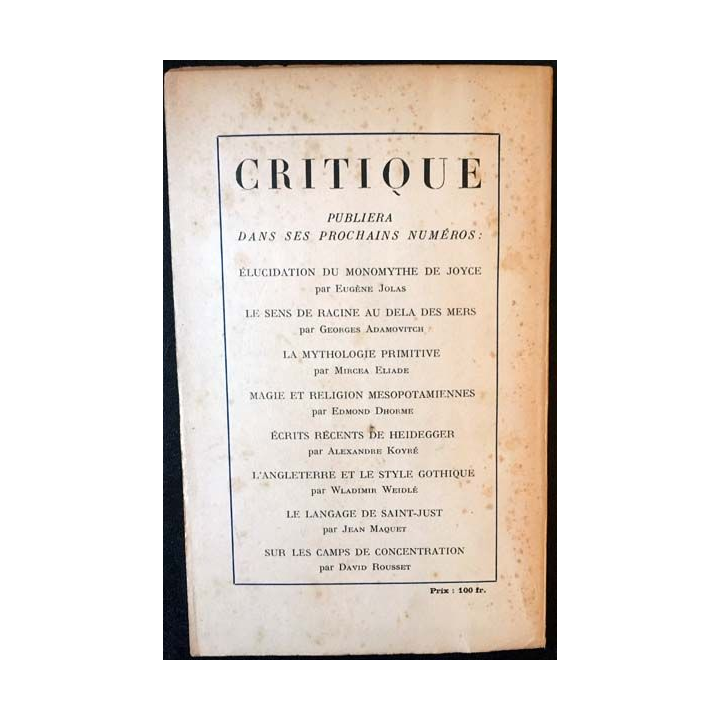 CRITIQUE
PUBLIERA
DANS SES PROCHAINS NUMÉROS :
ÉLUCIDATION DU MONOMYTHE DE JOYCE
par Eugène Jolas
LE SENS DE RACINE AU DELA DES MERS
par Georges Adamovitch
LA MYTHOLOGIE PRIMITIVE
par Mircea Eliade
MAGIE ET RELIGION MESOPOTAMIENNES
par Edmond Dhorme
ÉCRITS RÉCENTS DE HEIDEGGER
par Alexandre Koyré
L'ANGLETERRE ET LE STYLE GOTHIQUE
par Wladimir Weidlé
LE LANGAGE DE SAINT-JUST
par Jean Maquet
SUR LES CAMPS DE CONCENTRATION
par David Rousset
Prix : 100 fr.